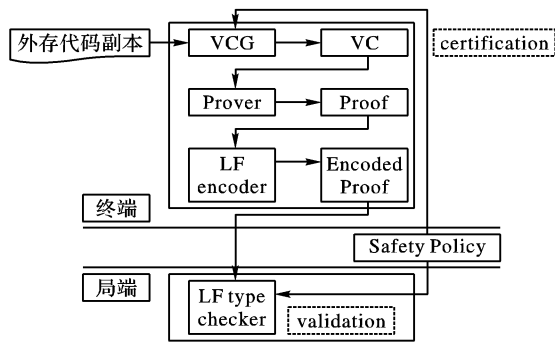 外存代码副本
VCG
VC
certification
Prover
Proof
LF
encoder
Encoded
Proof
终端
Safety Policy
局端
LF type
checker
validation